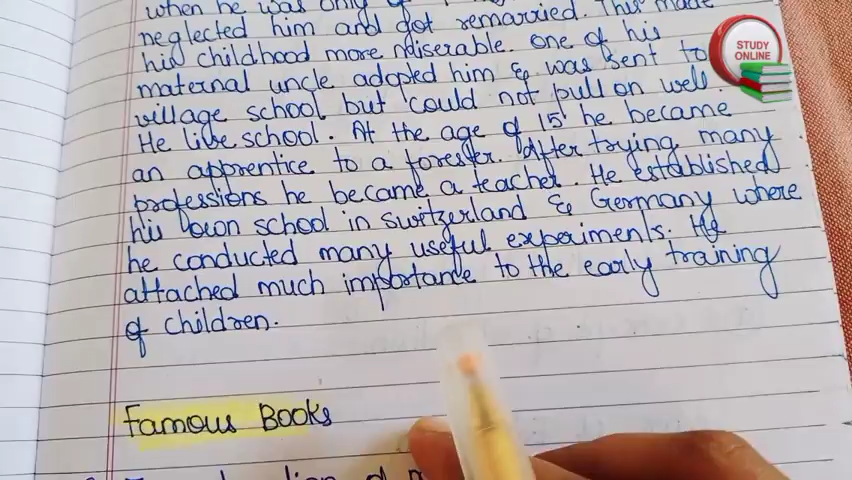 when he was only
neglected him and got remarried. This made
his childhood more miserable. one of his
maternal uncle adopted him & was sent to
village school but could not pull on well.
He live school. At the age of 15 he became
an apprentice to a forester. After trying many
professions he became a teacher. He established
his own school in Switzerland & Germany where
he conducted many useful experiments. He
attached much importance to the early training
of children.
Famous Books
STUDY
ONLINE